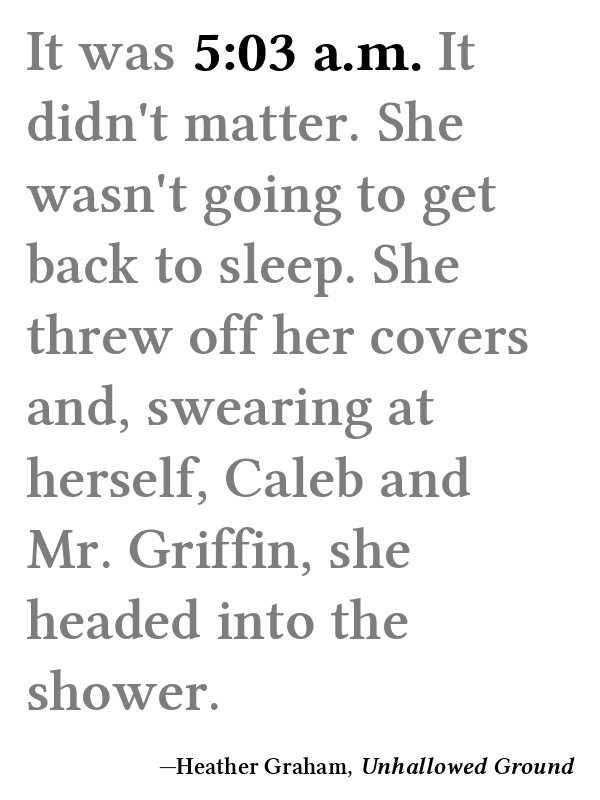 It was 5:03 a.m. It
didn't matter. She
wasn't going to get
back to sleep. She
threw off her covers
and, swearing at
herself, Caleb and
Mr. Griffin, she
headed into the
shower.
—Heather Graham, Unhallowed Ground